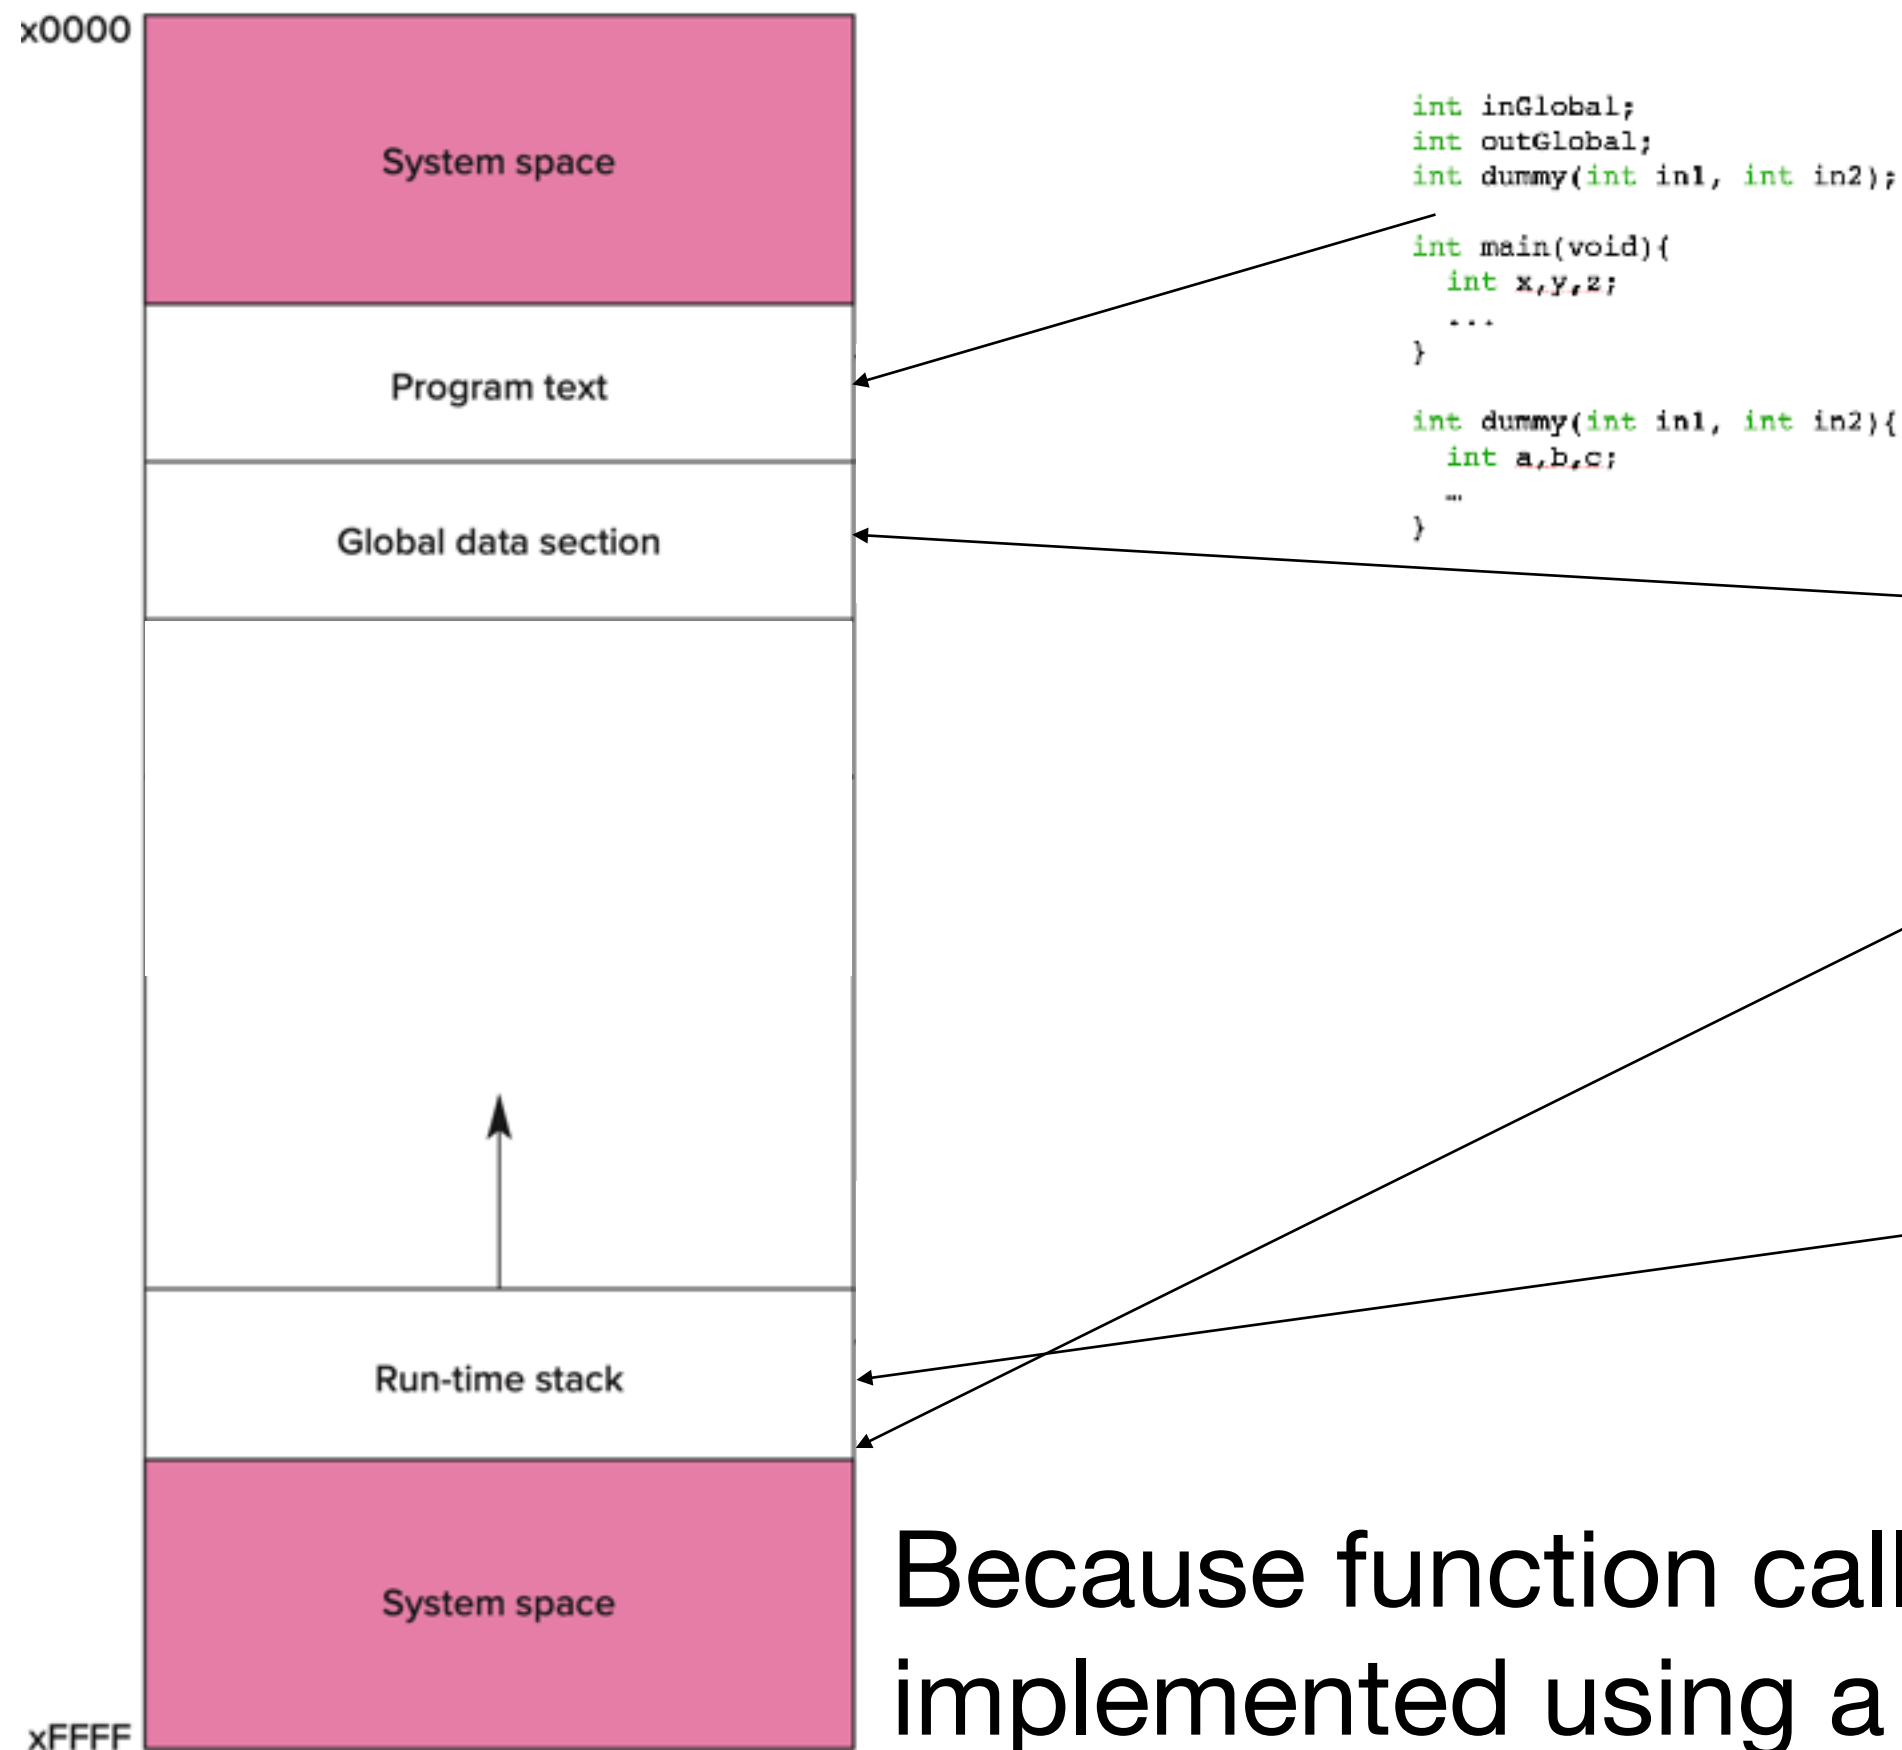 x0000
System space
Program text
Global data section
Run-time stack
System space
xFFFF
int inGlobal;
int outGlobal;
int dummy(int in1, int in2);
int main(void){
int x,y,z;
...
}
int dummy(int in1, int in2){
int a,b,c;
…
}
Because function call
implemented using a